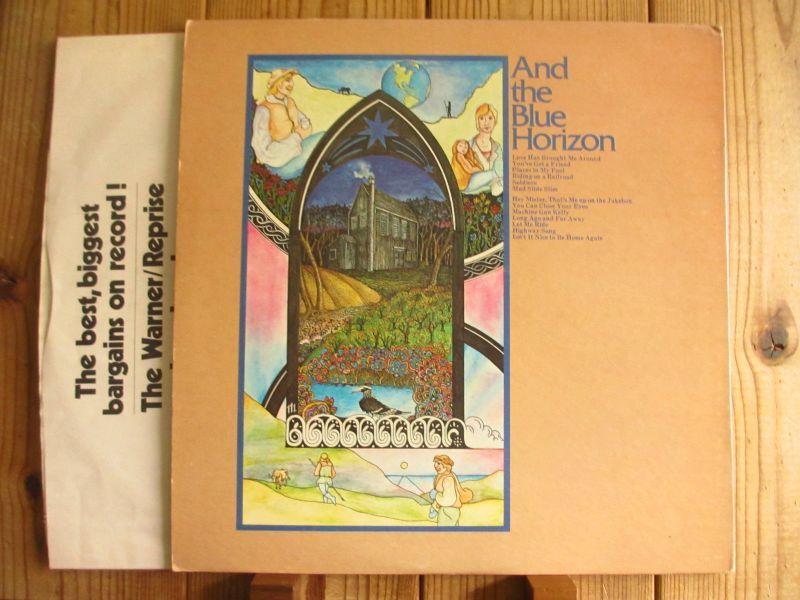 And
the
Blue
Horizon
Love Has Brought Me Around
You've Got a Friend
Places in My Past
Riding on a Railroad
Soldiers
Mud Slide Slim
Hey Mister, That's Me up on the Jukebox
You Can Close Your Eyes
Machine Gun Kelly
Long Ago and Far Away
Let Me Ride
Highway Song
Isn't It Nice to Be Home Again
The best, biggest
bargains on record!
The Warner/Reprise